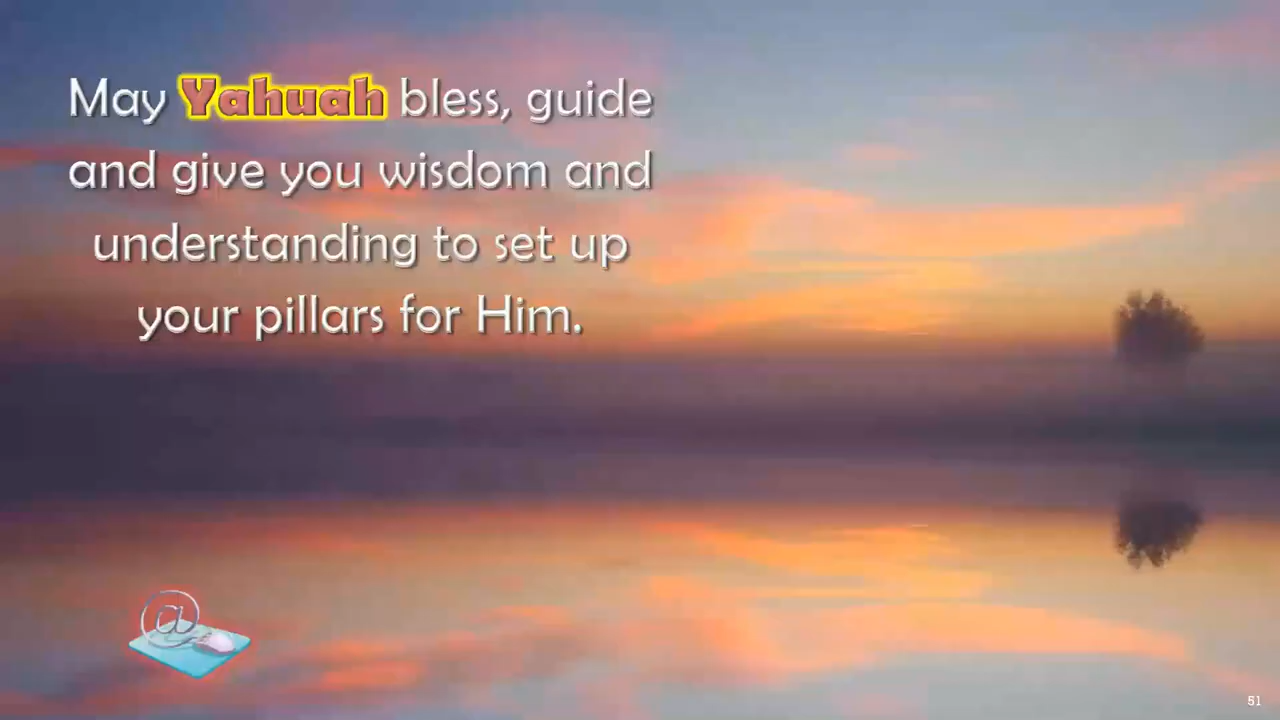 May Yahuah bless, guide
and give you wisdom and
understanding to set up
your pillars for Him.
@
51